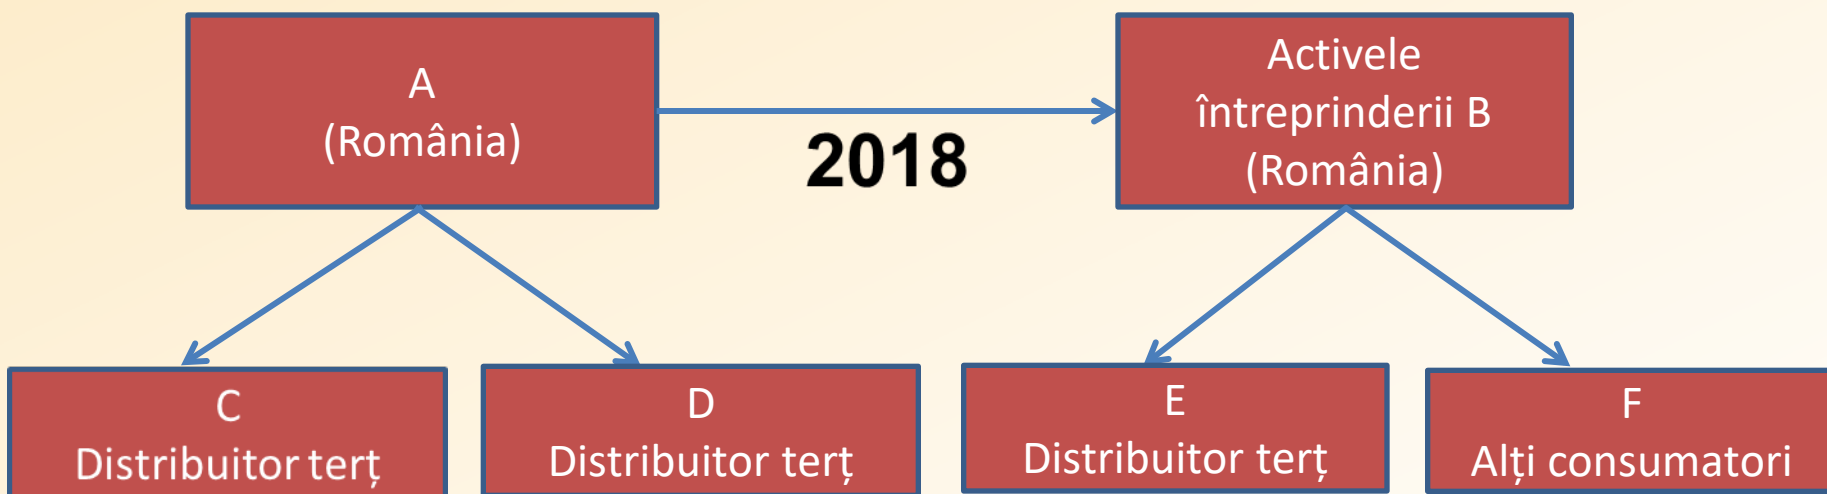 A
(România)
2018
Activele
întreprinderii B
(România)
C
Distribuitor terț
D
Distribuitor terț
E
Distribuitor terț
F
Alți consumatori